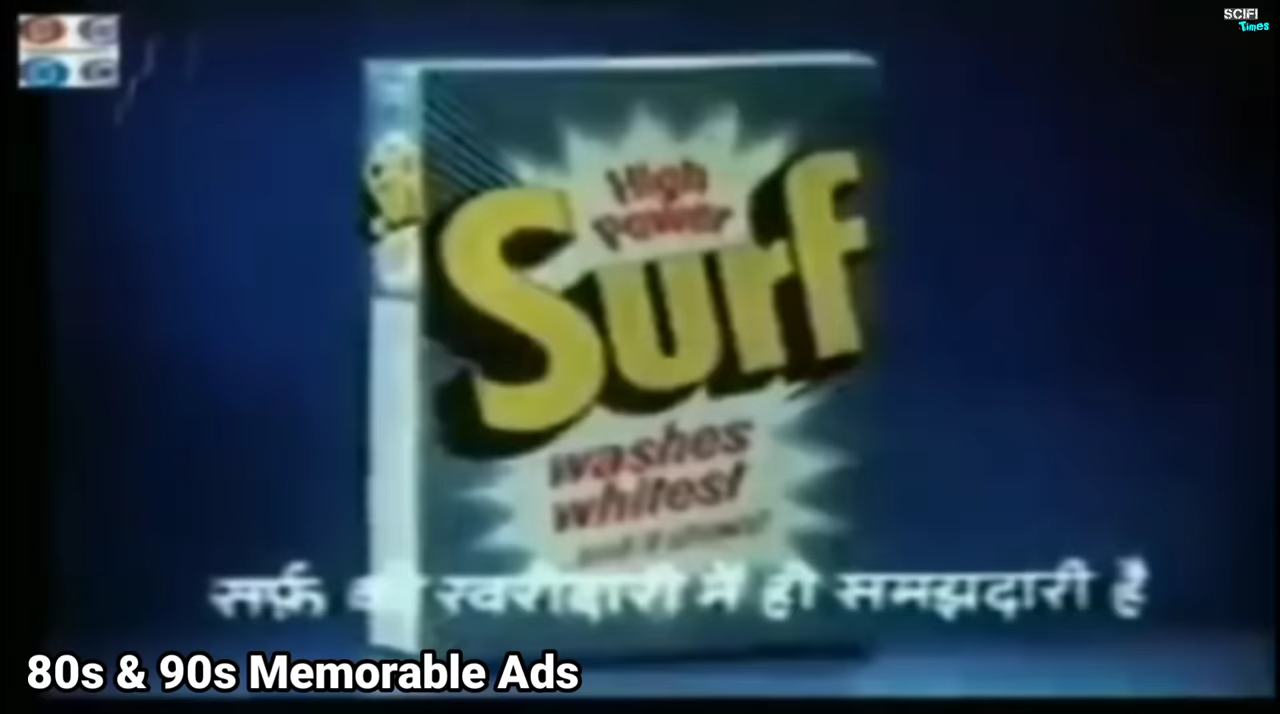 SCIFI
Times
High
Power
Surf
washes
whitest
सर्फ़ की खरीदारी में ही समझदारी है
80s & 90s Memorable Ads